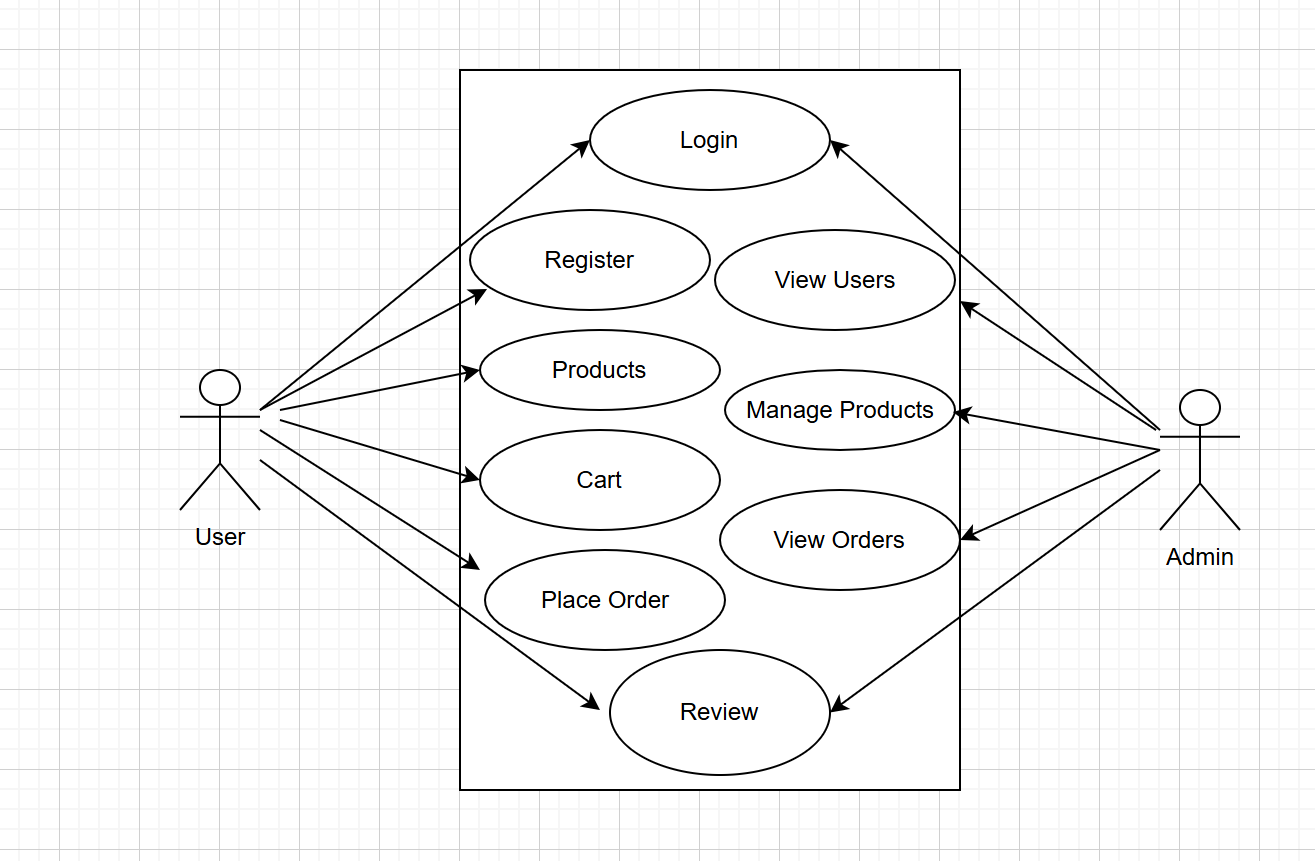 Login
Register
View Users
Products
Manage Products
Cart
View Orders
User
Admin
Place Order
Review